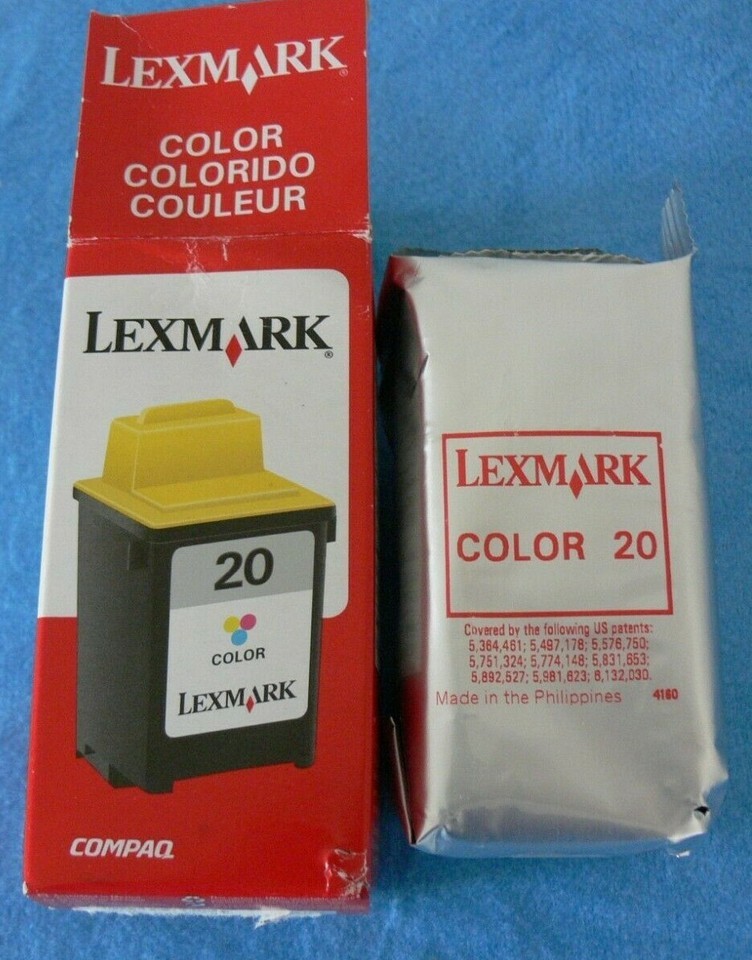 LEXMARK®
COLOR
COLORIDO
COULEUR
LEXMARK®
20
COLOR
LEXMARK
COMPAQ
LEXMARK
COLOR 20
Covered by the following US patents:
5,364,461; 5,497,178; 5,576,750;
5,751,324; 5,774,148; 5,831,653;
5,892,527; 5,981,623; 6,132,030.
Made in the Philippines 4160